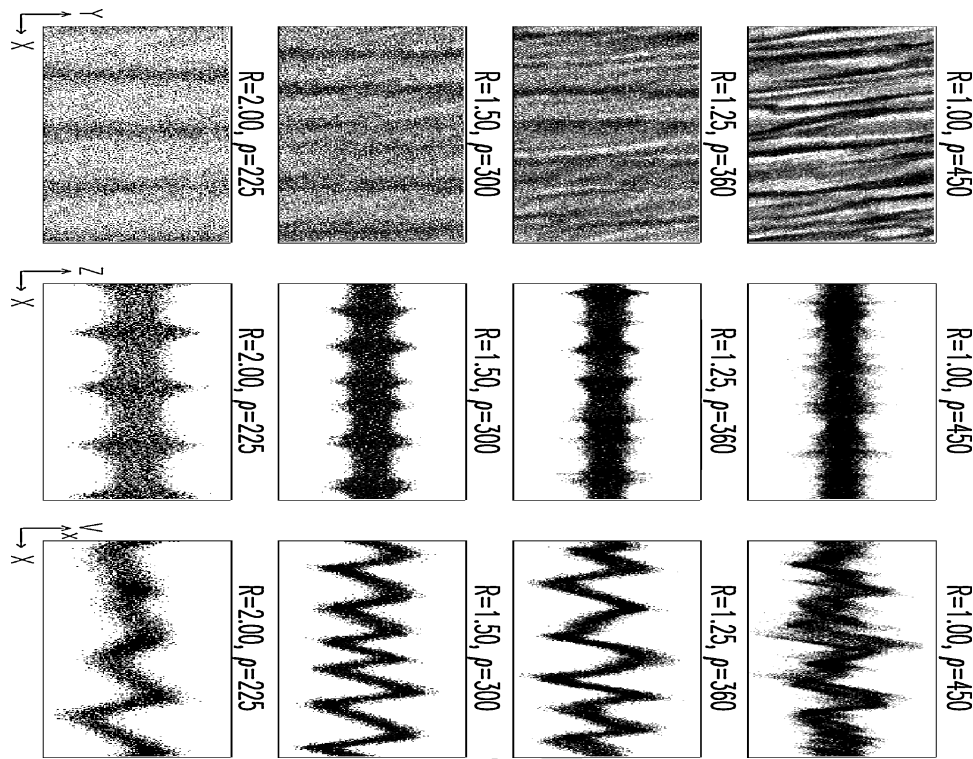 R=1.00, ρ=450
R=1.00, ρ=450
R=1.00, ρ=450
R=1.25, ρ=360
R=1.25, ρ=360
R=1.25, ρ=360
R=1.50, ρ=300
R=1.50, ρ=300
R=1.50, ρ=300
R=2.00, ρ=225
R=2.00, ρ=225
R=2.00, ρ=225
Y
X
Z
X
Vx
X